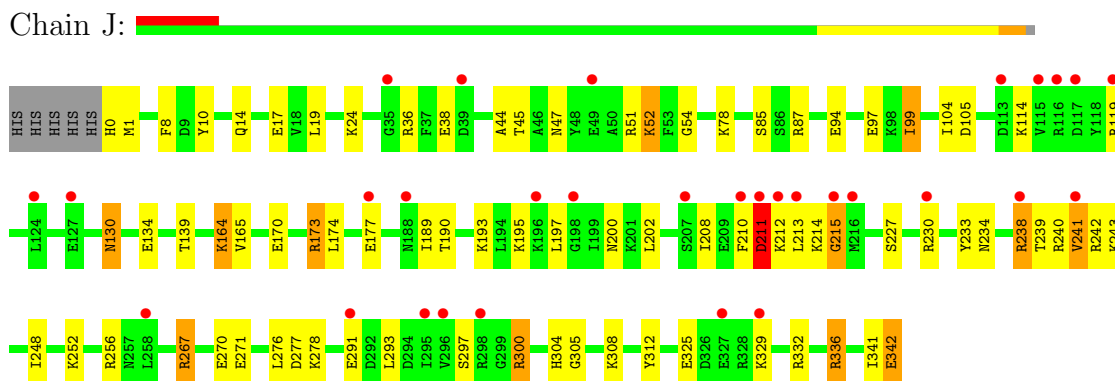 Chain J:
HIS HIS HIS HIS HIS H0 M1 F8 D9 Y10 Q14 E17 V18 L19 K24 G35 R36 F37 E38 D39 A44 T45 A46 N47 Y48 E49 A50 R51 K52 F53 G54 K78 S85 S86 R87 E94 E97 K98 I99 I104 D105 D113 K114 V115 R116 D117 Y118
L124 E127 N130 E134 T139 K164 V165 E170 R173 L174 E177 N188 I189 T190 K193 L194 K195 K196 L197 G198 I199 N200 K201 L202 S207 I208 E209 F210 D211 K212 L213 K214 G215 M216 S227 R230 Y233 N234 R238 T239 R240 V241 R242
I248 K252 R256 N257 L258 R267 E270 E271 L276 D277 K278 E291 D292 L293 D294 I295 V296 S297 R298 G299 R300 H304 G305 K308 Y312 E325 D326 E327 R328 K329 R332 R336 I341 E342